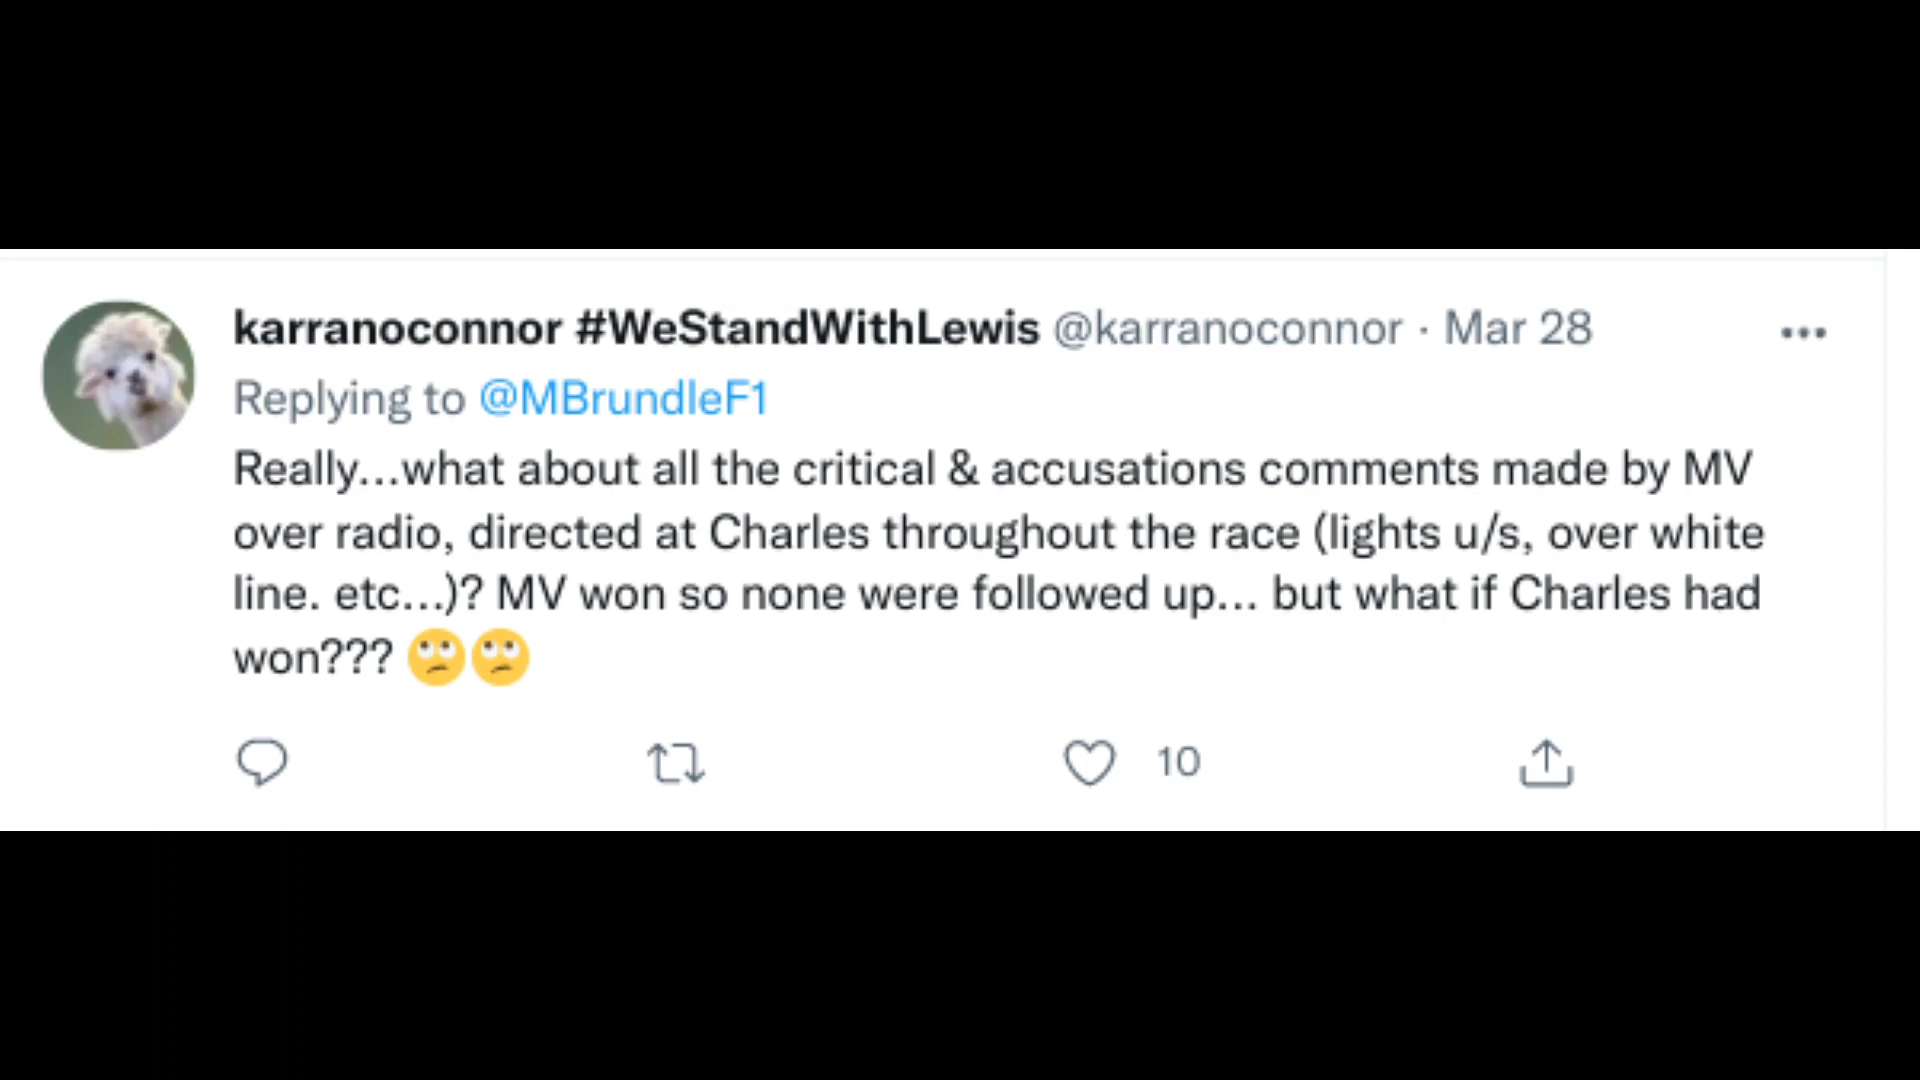 karranoconnor #WeStandWithLewis @karranoconnor · Mar 28
Replying to @MBrundleF1
Really...what about all the critical & accusations comments made by MV
over radio, directed at Charles throughout the race (lights u/s, over white
line. etc...)? MV won so none were followed up... but what if Charles had
won??? 🙄🙄
10